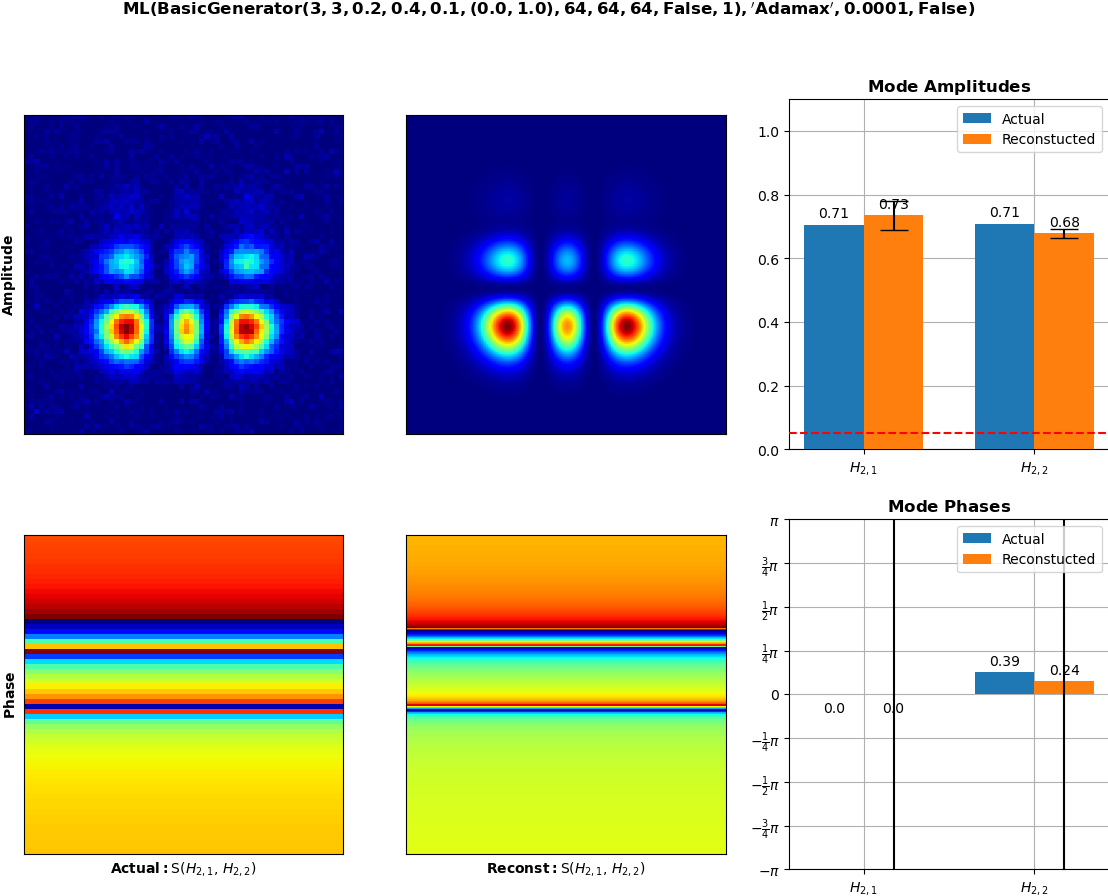 ML(BasicGenerator(3, 3, 0.2, 0.4, 0.1, (0.0, 1.0), 64, 64, 64, False, 1), 'Adamax', 0.0001, False)
Amplitude
Mode Amplitudes
Actual
Reconstucted
1.0
0.8
0.6
0.4
0.2
0.0
0.71
0.73
0.71
0.68
H2,1
H2,2
Phase
Actual: S(H2,1, H2,2)
Reconst: S(H2,1, H2,2)
Mode Phases
Actual
Reconstucted
π
3/4π
1/2π
1/4π
0
−1/4π
−1/2π
−3/4π
−π
0.0
0.0
0.39
0.24
H2,1
H2,2